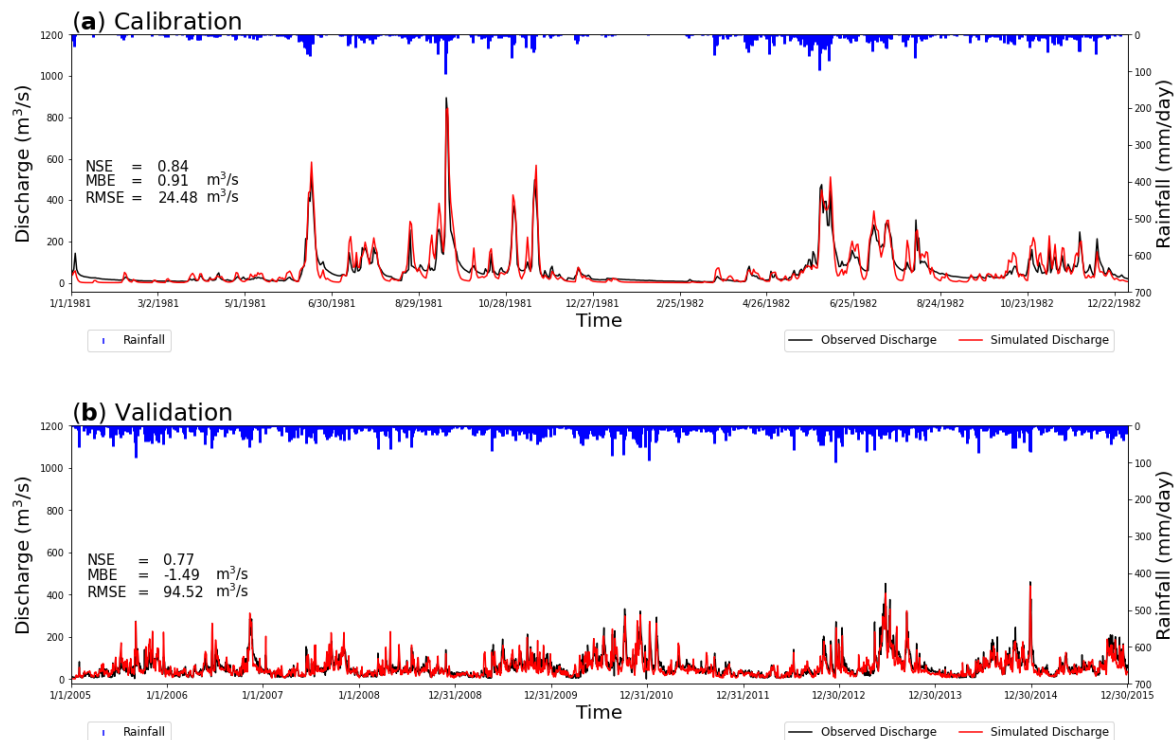 (a) Calibration
1200
1000
800
600
400
200
0
Discharge (m³/s)
NSE = 0.84
MBE = 0.91 m³/s
RMSE = 24.48 m³/s
0
100
200
300
400
500
600
700
Rainfall (mm/day)
1/1/1981 3/2/1981 5/1/1981 6/30/1981 8/29/1981 10/28/1981 12/27/1981 2/25/1982 4/26/1982 6/25/1982 8/24/1982 10/23/1982 12/22/1982
Time
Rainfall
Observed Discharge Simulated Discharge
(b) Validation
1200
1000
800
600
400
200
0
Discharge (m³/s)
NSE = 0.77
MBE = -1.49 m³/s
RMSE = 94.52 m³/s
0
100
200
300
400
500
600
700
Rainfall (mm/day)
1/1/2005 1/1/2006 1/1/2007 1/1/2008 12/31/2008 12/31/2009 12/31/2010 12/31/2011 12/30/2012 12/30/2013 12/30/2014 12/30/2015
Time
Rainfall
Observed Discharge Simulated Discharge